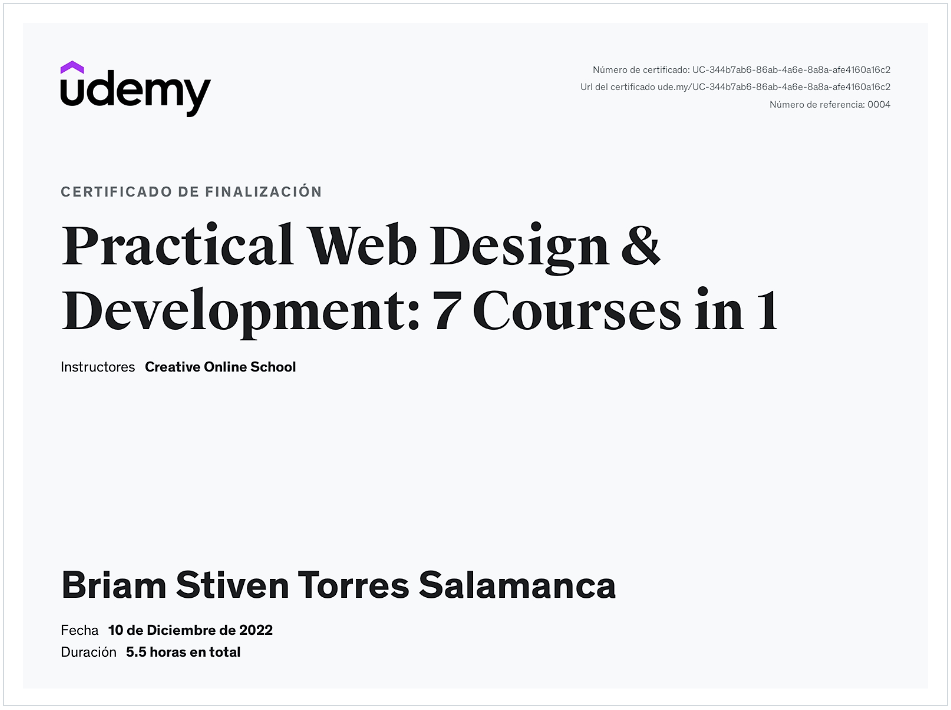 udemy
Número de certificado: UC-344b7ab6-86ab-4a6e-8a8a-afe4160a16c2
Url del certificado ude.my/UC-344b7ab6-86ab-4a6e-8a8a-afe4160a16c2
Número de referencia: 0004
CERTIFICADO DE FINALIZACIÓN
Practical Web Design &
Development: 7 Courses in 1
Instructores Creative Online School
Briam Stiven Torres Salamanca
Fecha 10 de Diciembre de 2022
Duración 5.5 horas en total